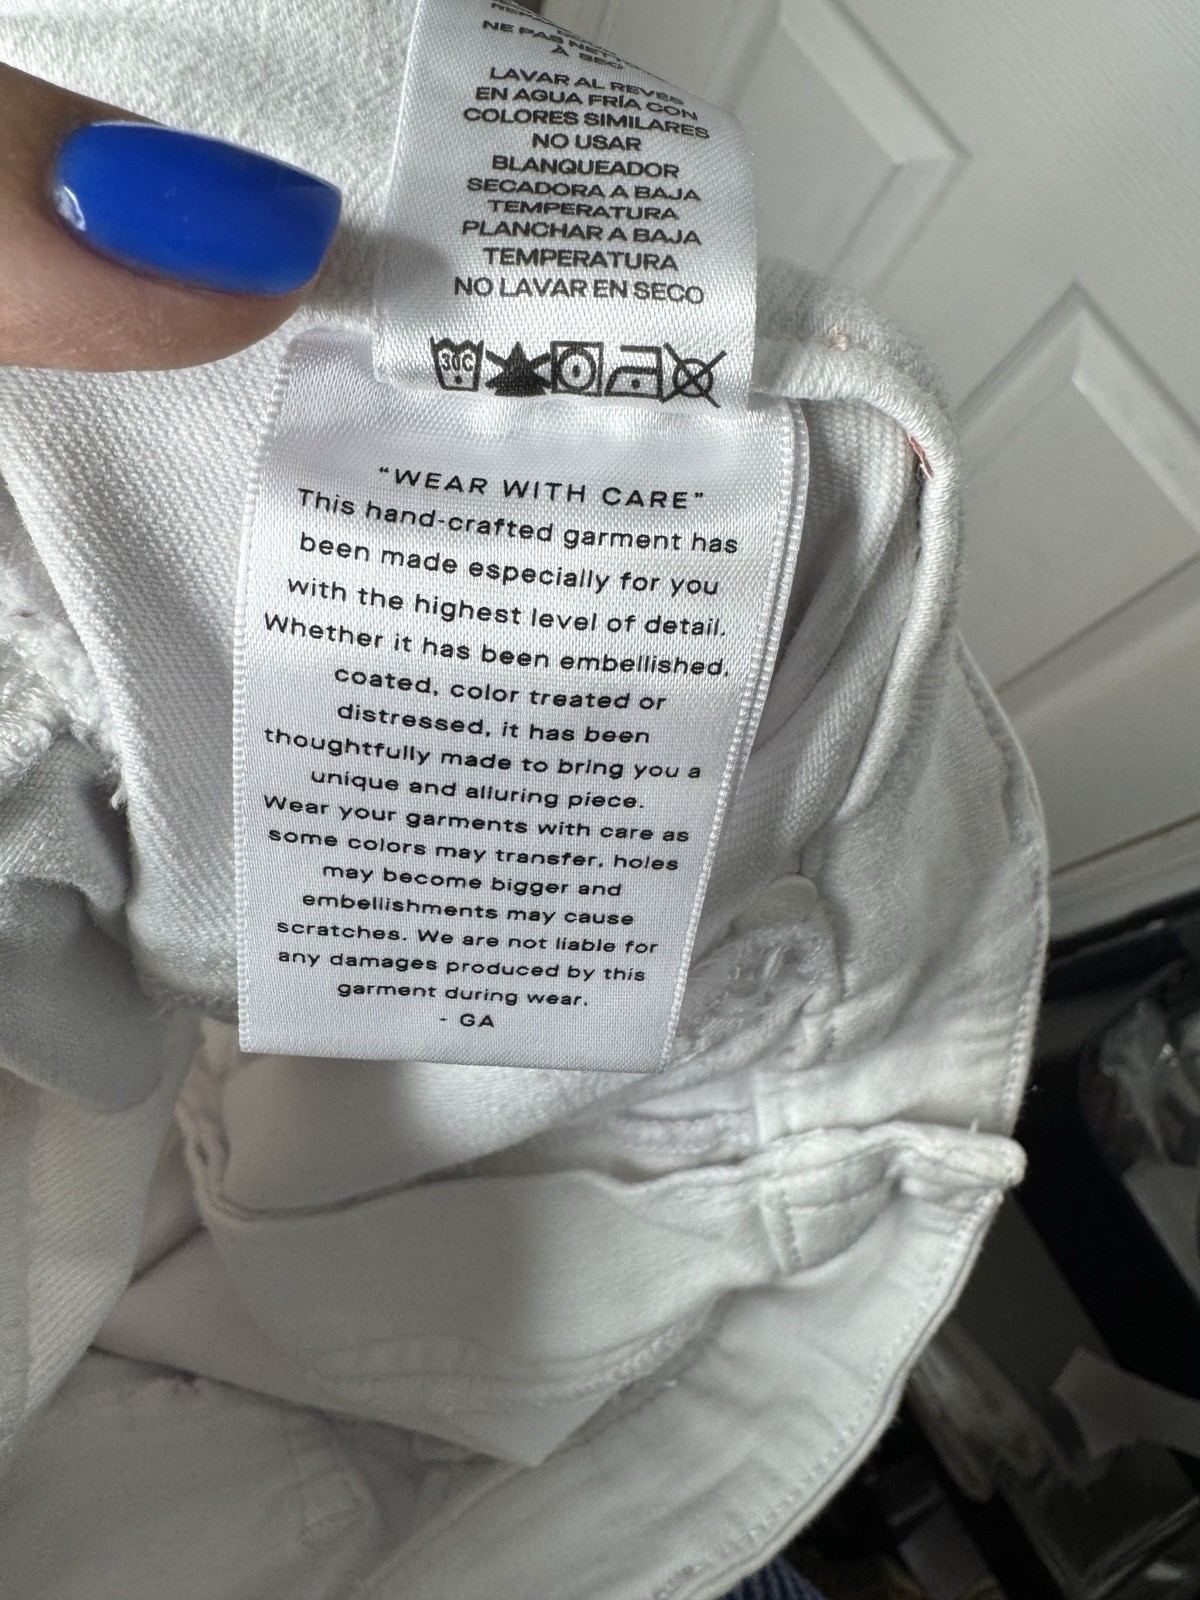 NE PAS
À SEC
LAVAR AL REVES
EN AGUA FRÍA CON
COLORES SIMILARES
NO USAR
BLANQUEADOR
SECADORA A BAJA
TEMPERATURA
PLANCHAR A BAJA
TEMPERATURA
NO LAVAR EN SECO
30C
“WEAR WITH CARE”
This hand-crafted garment has
been made especially for you
with the highest level of detail.
Whether it has been embellished,
coated, color treated or
distressed, it has been
thoughtfully made to bring you a
unique and alluring piece.
Wear your garments with care as
some colors may transfer, holes
may become bigger and
embellishments may cause
scratches. We are not liable for
any damages produced by this
garment during wear.
- GA